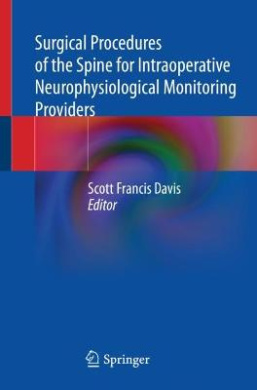 Surgical Procedures
of the Spine for Intraoperative
Neurophysiological Monitoring
Providers
Scott Francis Davis
Editor
Springer